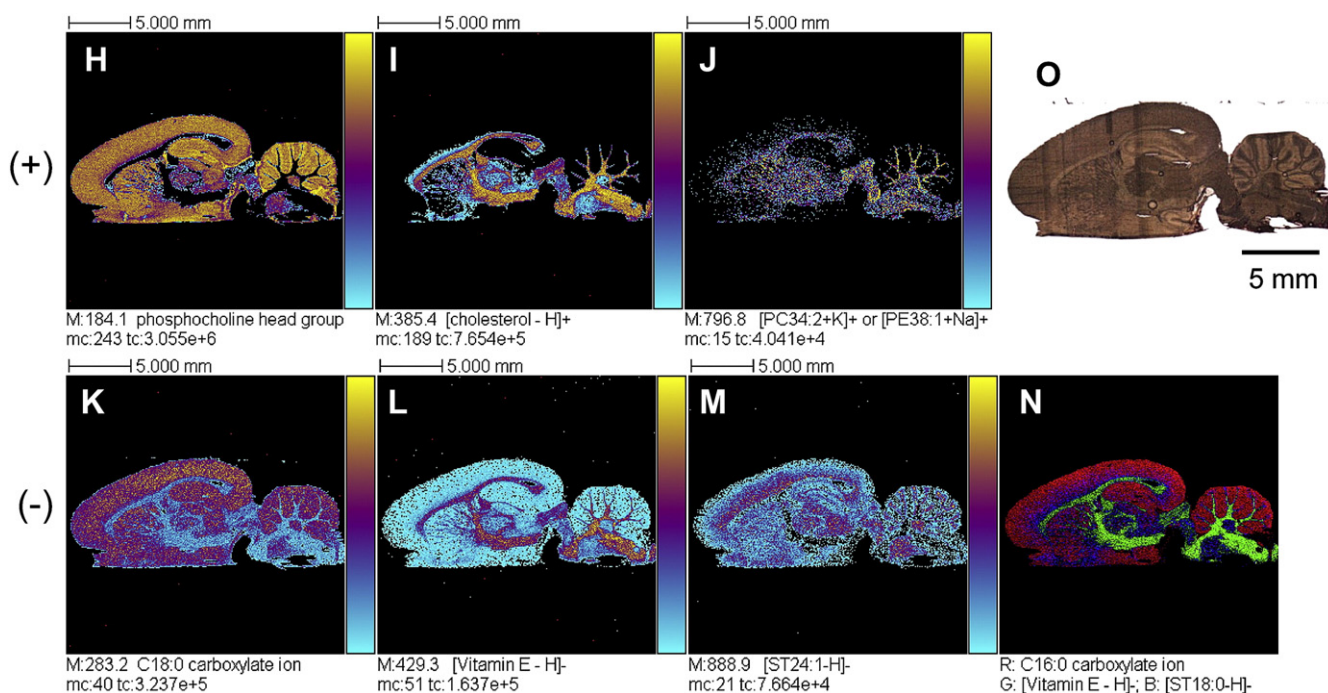 5.000 mm 5.000 mm 5.000 mm
H I J O
(+)
5 mm
M:184.1 phosphocholine head group
mc:243 tc:3.055e+6
M:385.4 [cholesterol - H]+
mc:189 tc:7.654e+5
M:796.8 [PC34:2+K]+ or [PE38:1+Na]+
mc:15 tc:4.041e+4
5.000 mm 5.000 mm 5.000 mm
K L M N
(-)
M:283.2 C18:0 carboxylate ion
mc:40 tc:3.237e+5
M:429.3 [Vitamin E - H]-
mc:51 tc:1.637e+5
M:888.9 [ST24:1-H]-
mc:21 tc:7.664e+4
R: C16:0 carboxylate ion
G: [Vitamin E - H]-; B: [ST18:0-H]-